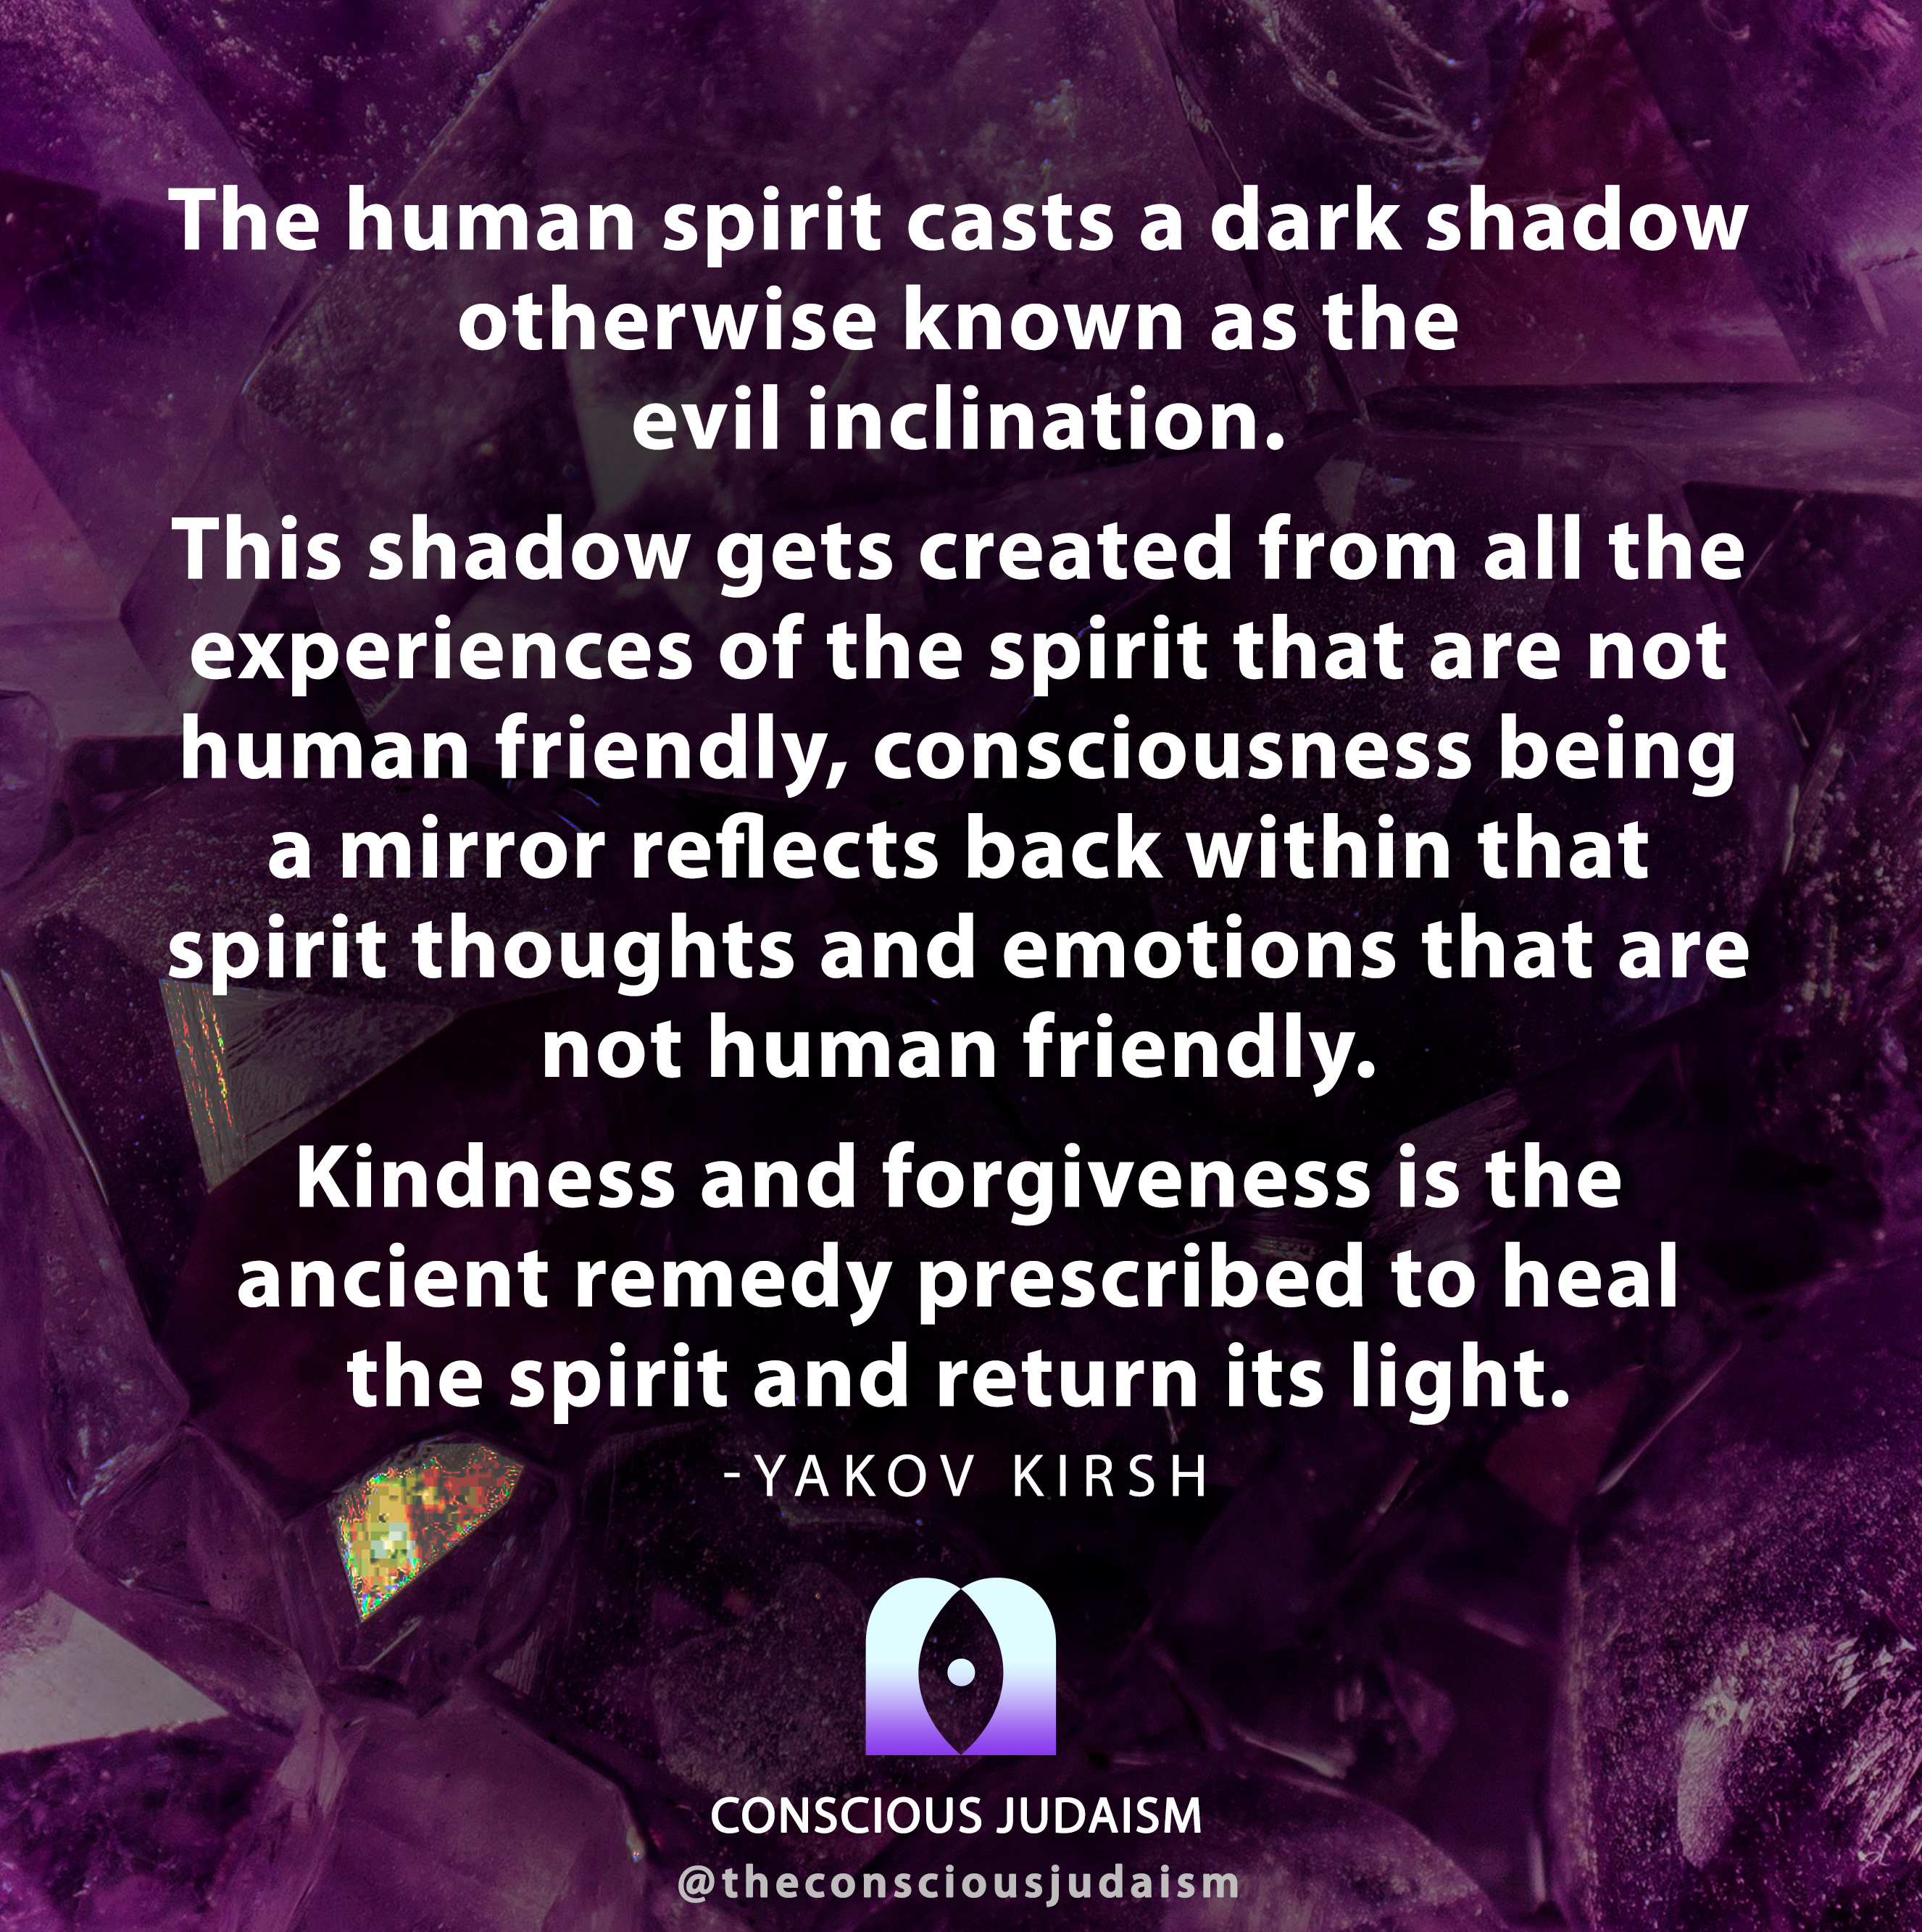 The human spirit casts a dark shadow
otherwise known as the
evil inclination.
This shadow gets created from all the
experiences of the spirit that are not
human friendly, consciousness being
a mirror reflects back within that
spirit thoughts and emotions that are
not human friendly.
Kindness and forgiveness is the
ancient remedy prescribed to heal
the spirit and return its light.
-YAKOV KIRSH
CONSCIOUS JUDAISM
@theconsciousjudaism